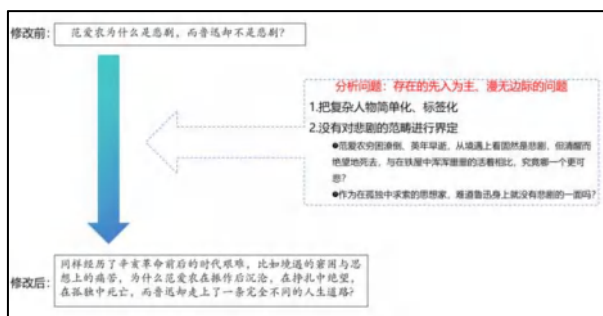 修改前：
范爱农为什么是悲剧，而鲁迅却不是悲剧？
分析问题：存在的先入为主，漫无边际的问题
1.把复杂人物简单化、标签化
2.没有对悲剧的范畴进行界定
❶范爱农穷困潦倒、英年早逝，从境遇上看固然是悲剧，但清醒而
绝望地死去，与在铁屋中浑浑噩噩的活着相比，究竟哪一个更可
悲？
❷作为在孤独中求索的思想家，难道鲁迅身上就没有悲剧的一面吗？
修改后：
同样经历了辛亥革命前后的时代艰难，比如境遇的窘困与思
想上的痛苦，为什么范爱农在振作后沉沦，在挣扎中绝望，
在孤独中死亡，而鲁迅却走上了一条完全不同的人生道路？